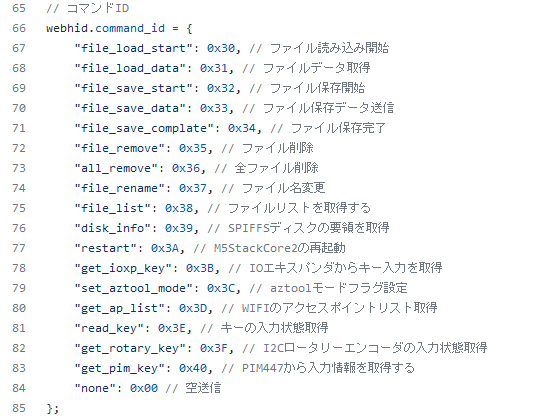 65 // コマンドID
66 webhid.command_id = {
67 "file_load_start": 0x30, // ファイル読み込み開始
68 "file_load_data": 0x31, // ファイルデータ取得
69 "file_save_start": 0x32, // ファイル保存開始
70 "file_save_data": 0x33, // ファイル保存データ送信
71 "file_save_complate": 0x34, // ファイル保存完了
72 "file_remove": 0x35, // ファイル削除
73 "all_remove": 0x36, // 全ファイル削除
74 "file_rename": 0x37, // ファイル名変更
75 "file_list": 0x38, // ファイルリストを取得する
76 "disk_info": 0x39, // SPIFFSディスクの要領を取得
77 "restart": 0x3A, // M5StackCore2の再起動
78 "get_ioxp_key": 0x3B, // IOエキスパンダからキー入力を取得
79 "set_aztool_mode": 0x3C, // aztoolモードフラグ設定
80 "get_ap_list": 0x3D, // WIFIのアクセスポイントリスト取得
81 "read_key": 0x3E, // キーの入力状態取得
82 "get_rotary_key": 0x3F, // I2Cロータリーエンコーダの入力状態取得
83 "get_pim_key": 0x40, // PIM447から入力情報を取得する
84 "none": 0x00 // 空送信
85 };